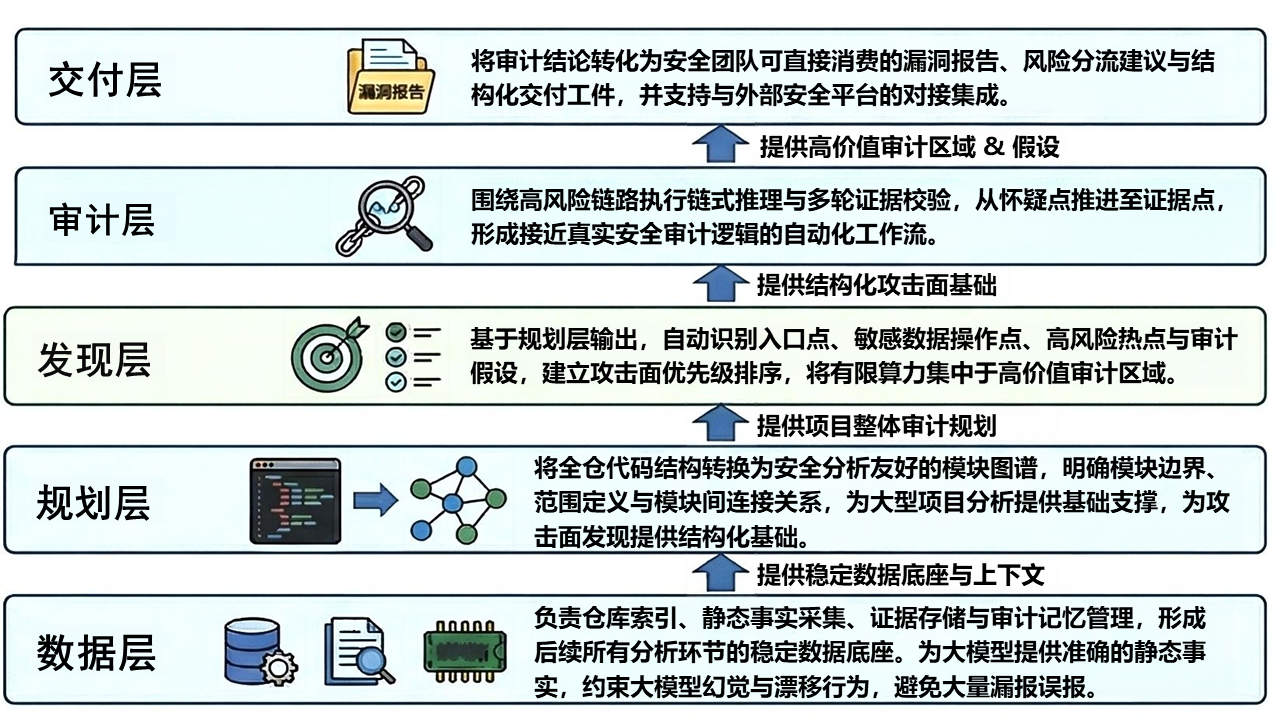 交付层
漏洞报告
将审计结论转化为安全团队可直接消费的漏洞报告、风险分流建议与结
构化交付工件，并支持与外部安全平台的对接集成。
提供高价值审计区域 & 假设
审计层
围绕高风险链路执行链式推理与多轮证据校验，从怀疑点推进至证据点，
形成接近真实安全审计逻辑的自动化工作流。
提供结构化攻击面基础
发现层
基于规划层输出，自动识别入口点、敏感数据操作点、高风险热点与审计
假设，建立攻击面优先级排序，将有限算力集中于高价值审计区域。
提供项目整体审计规划
规划层
将全仓代码结构转换为安全分析友好的模块图谱，明确模块边界、
范围定义与模块间连接关系，为大型项目分析提供基础支撑，为攻
击面发现提供结构化基础。
提供稳定数据底座与上下文
数据层
负责仓库索引、静态事实采集、证据存储与审计记忆管理，形成
后续所有分析环节的稳定数据底座。为大模型提供准确的静态事
实，约束大模型幻觉与漂移行为，避免大量漏报误报。